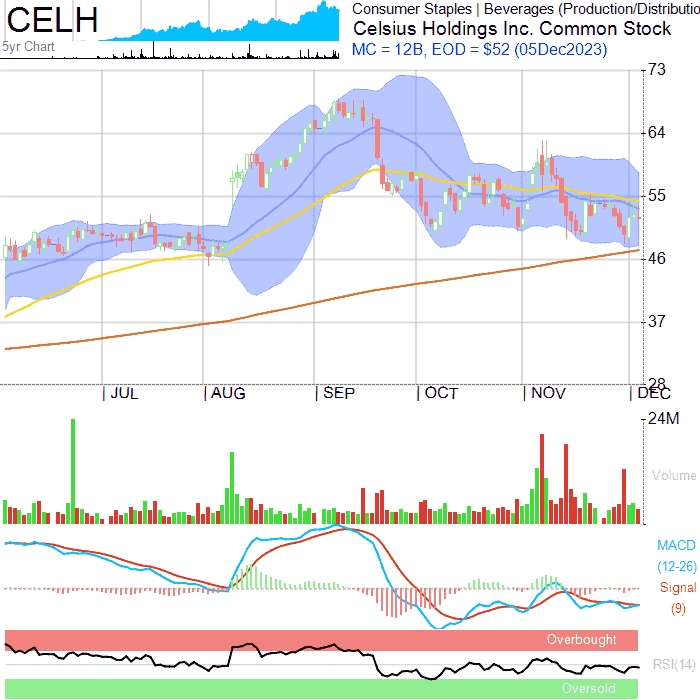 CELH
5yr Chart
Consumer Staples | Beverages (Production/Distributio
Celsius Holdings Inc. Common Stock
MC = 12B, EOD = $52 (05Dec2023)
73
64
55
46
37
28
JUL AUG SEP OCT NOV DEC
24M
Volume
MACD
(12-26)
Signal
(9)
Overbought
RSI(14)
Oversold